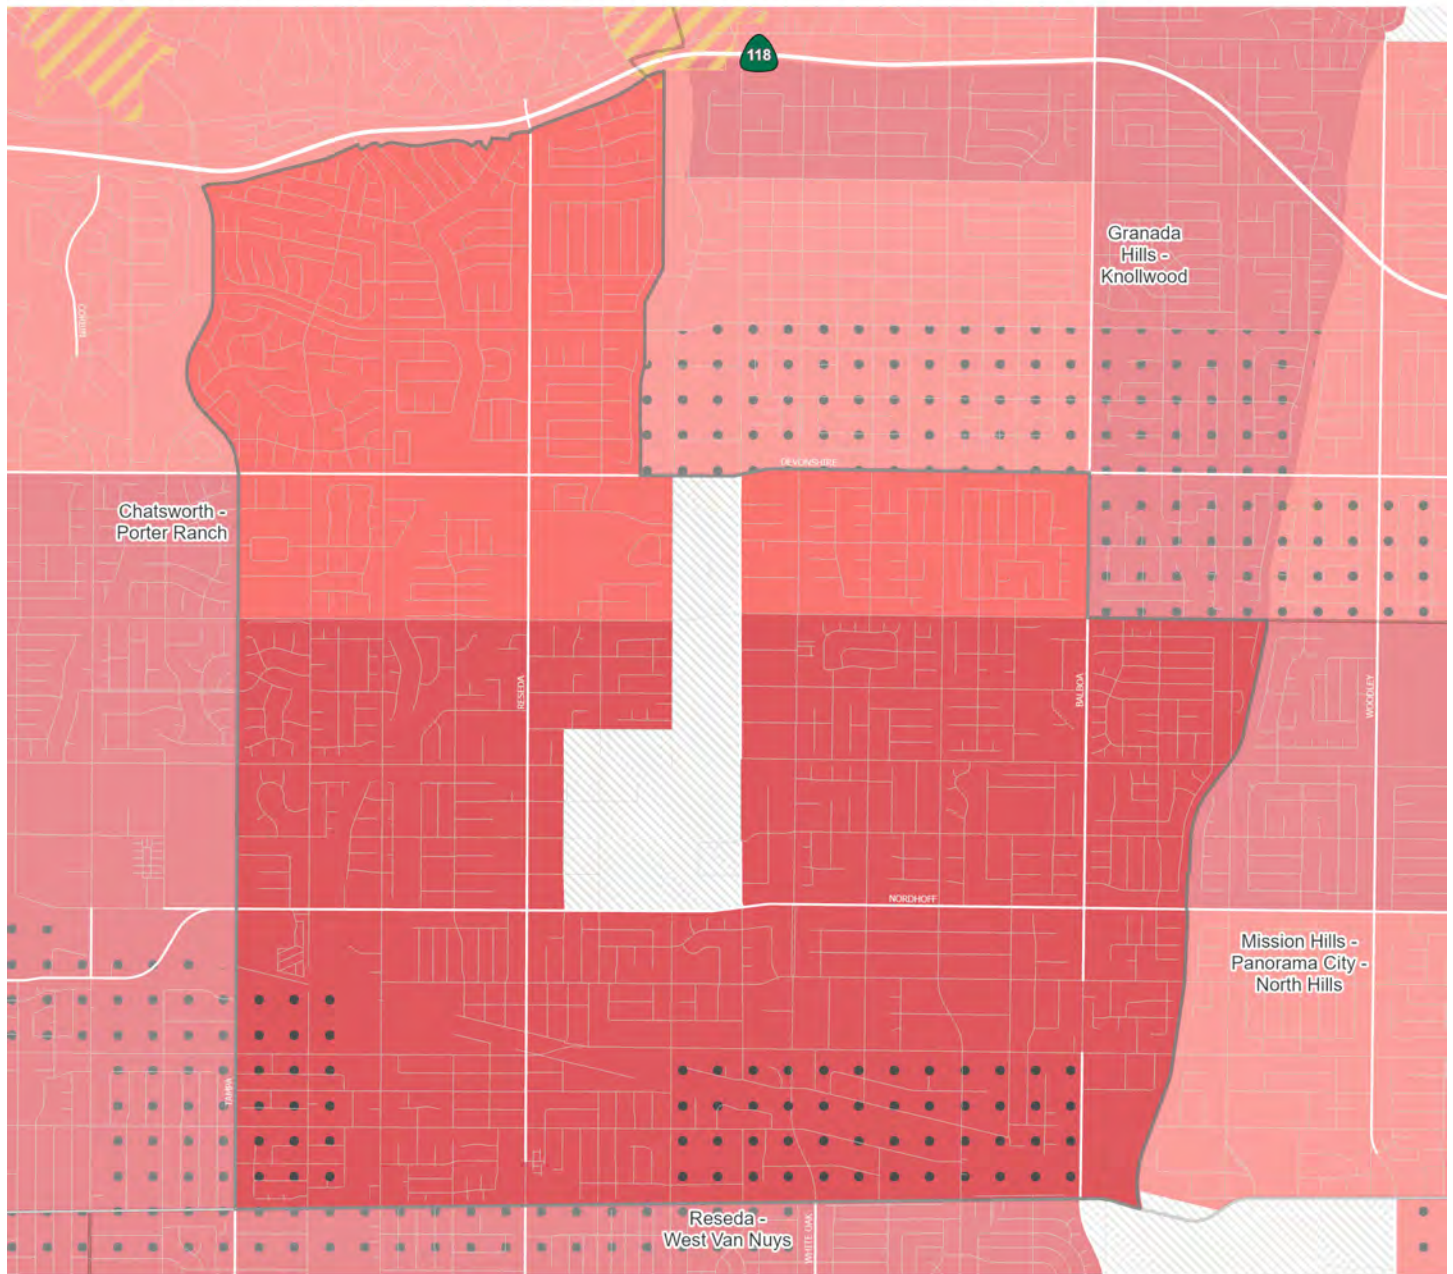 118
Granada
Hills -
Knollwood
CORBIN
DEVONSHIRE
Chatsworth -
Porter Ranch
RESEDA
BALBOA
WOODLEY
NORDHOFF
Mission Hills -
Panorama City -
North Hills
TAMPA
Reseda -
West Van Nuys
WHITE OAK